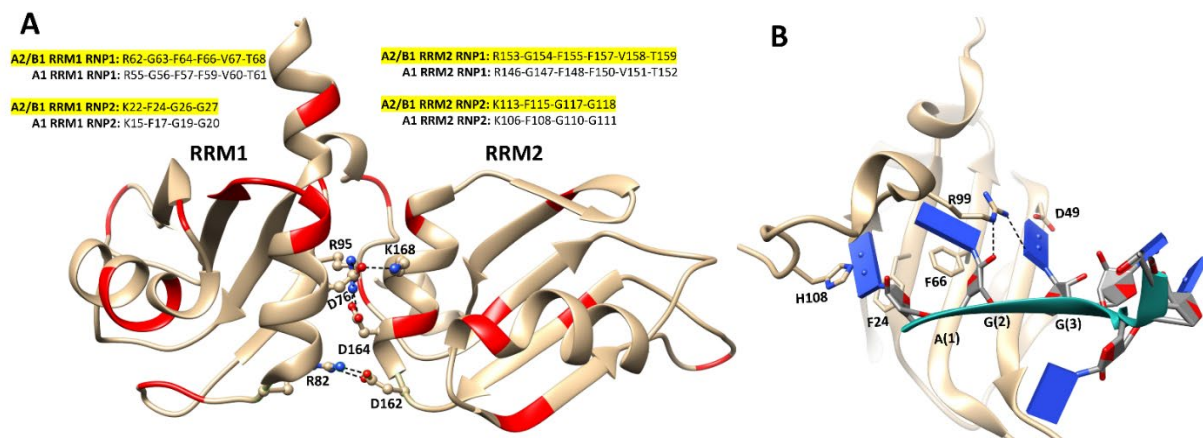 A
A2/B1 RRM1 RNP1: R62-G63-F64-F66-V67-T68
A1 RRM1 RNP1: R55-G56-F57-F59-V60-T61
A2/B1 RRM1 RNP2: K22-F24-G26-G27
A1 RRM1 RNP2: K15-F17-G19-G20
A2/B1 RRM2 RNP1: R153-G154-F155-F157-V158-T159
A1 RRM2 RNP1: R146-G147-F148-F150-V151-T152
A2/B1 RRM2 RNP2: K113-F115-G117-G118
A1 RRM2 RNP2: K106-F108-G110-G111
RRM1
RRM2
R95
K168
D76
D164
R82
D162
B
R99
D49
F66
H108
F24
A(1)
G(2)
G(3)